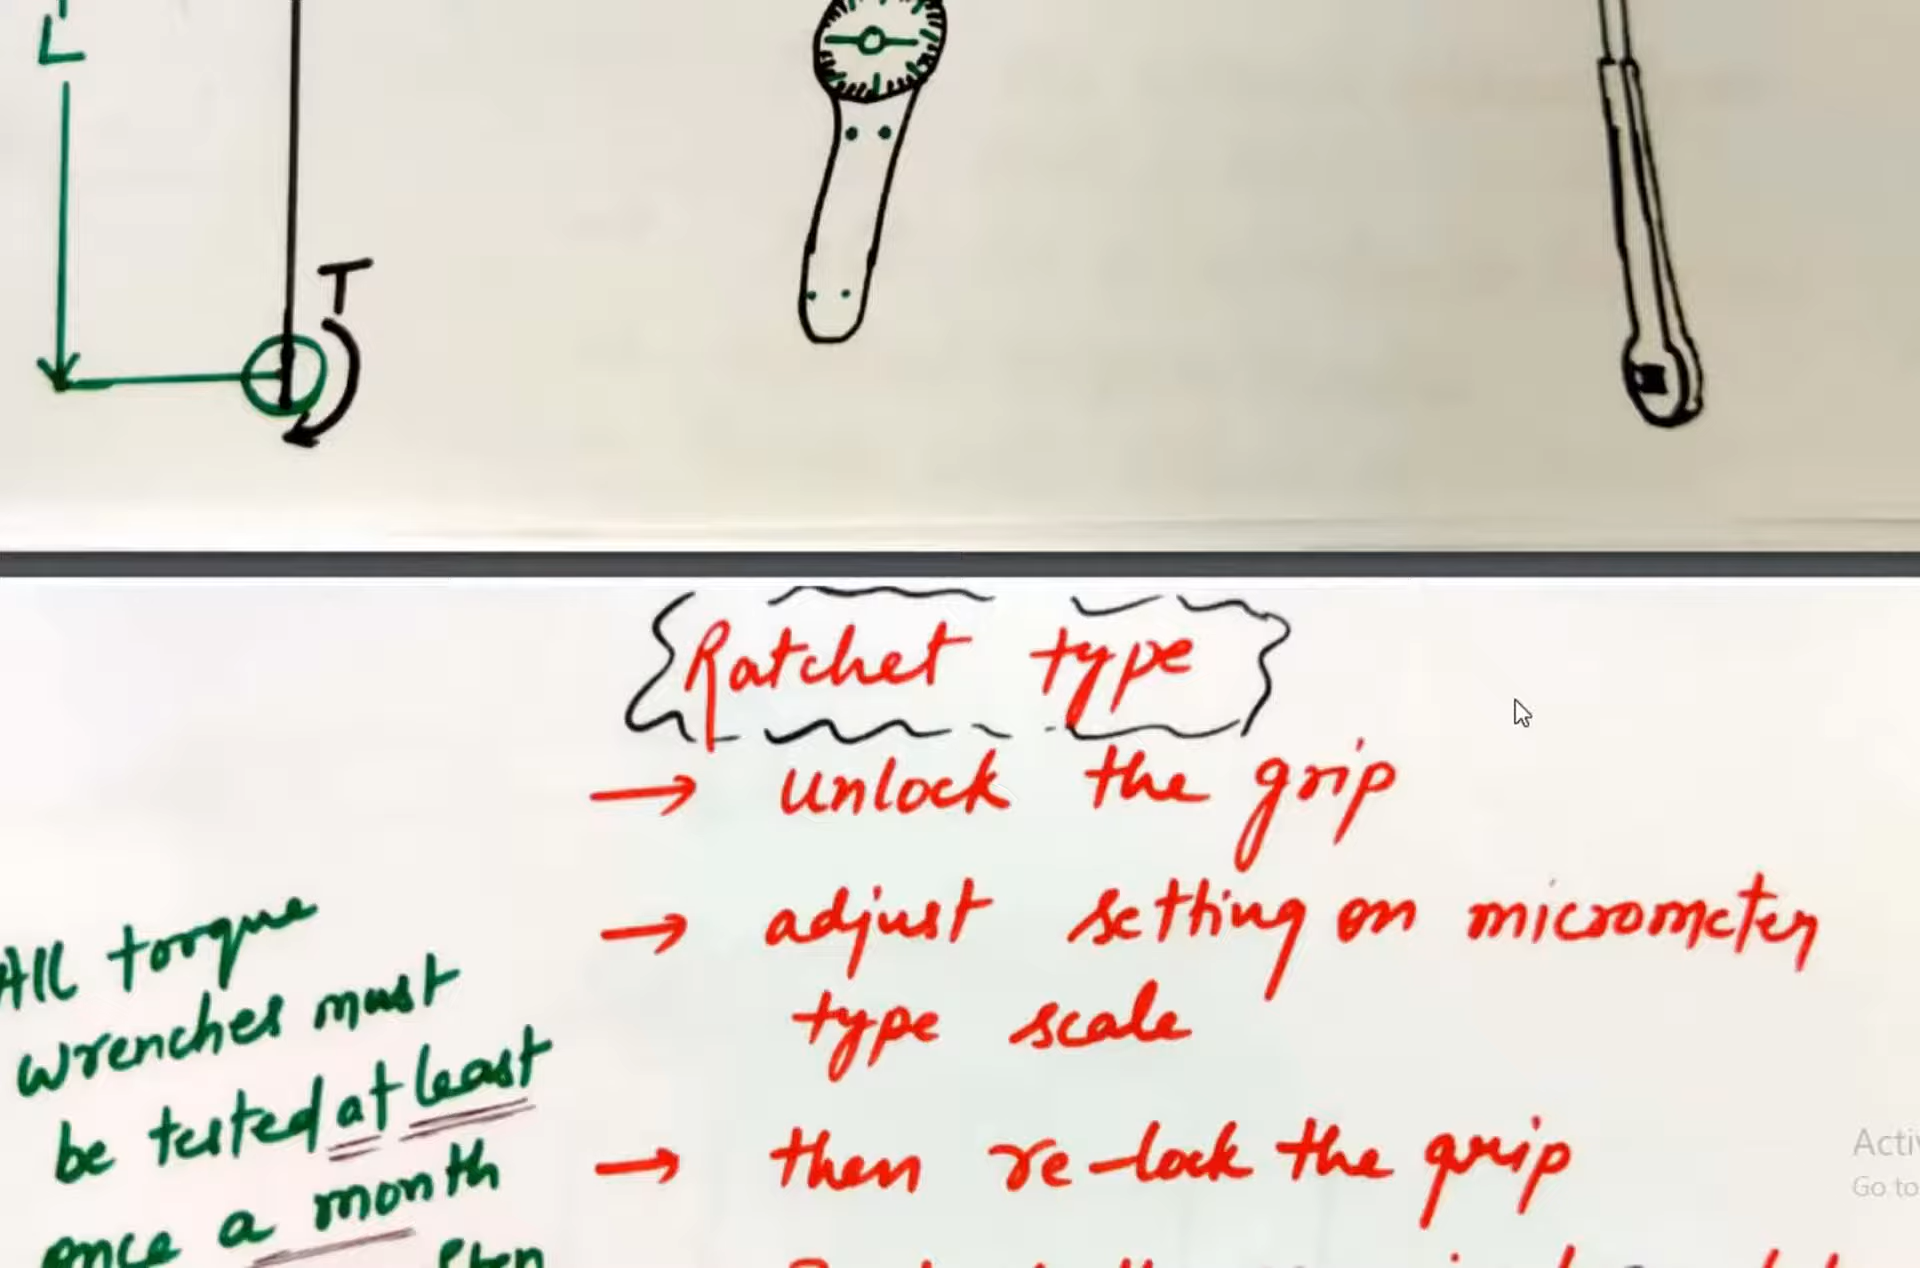 L
T
Ratchet type
→ unlock the grip
→ adjust setting on micrometer
type scale
→ then re-lock the grip
All torque
wrenches must
be tested at least
once a month
Acti
Go to